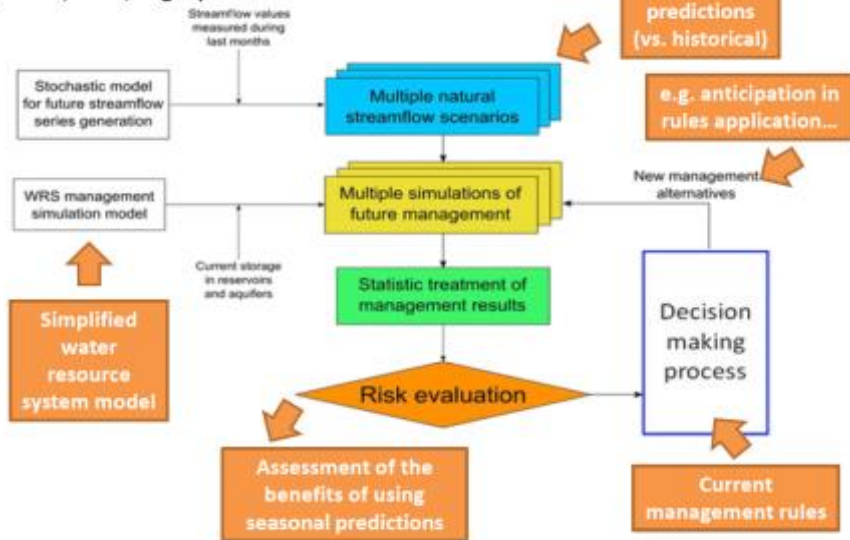 Streamflow values
measured during
last months
predictions
(vs. historical)
Stochastic model
for future streamflow
series generation
Multiple natural
streamflow scenarios
e.g. anticipation in
rules application...
WRS management
simulation model
Multiple simulations of
future management
New management
alternatives
Current storage
in reservoirs
and aquifers
Statistic treatment of
management results
Simplified
water
resource
system model
Decision
making
process
Risk evaluation
Assessment of the
benefits of using
seasonal predictions
Current
management rules